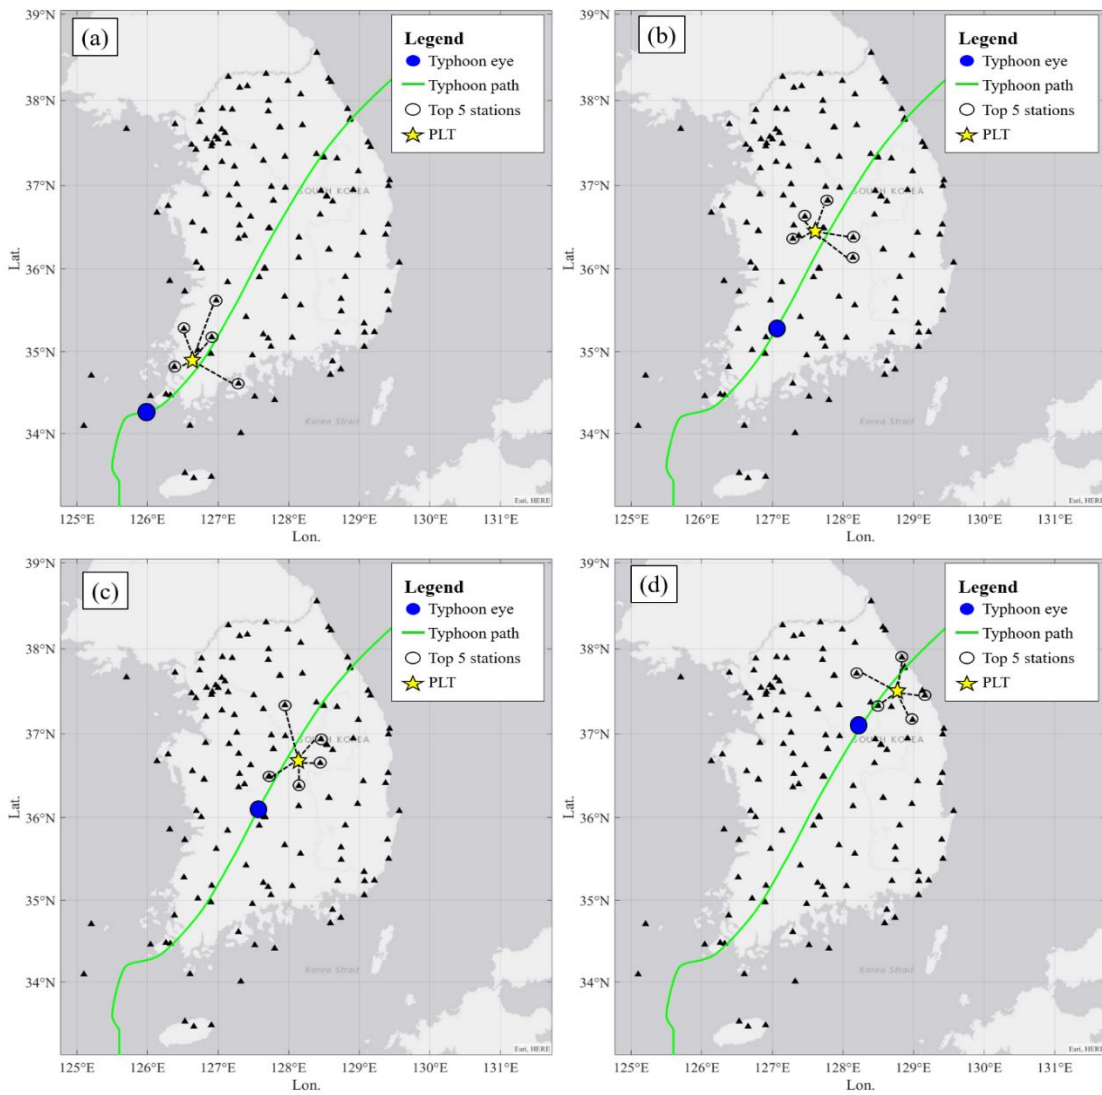 (a)
Legend
Typhoon eye
Typhoon path
Top 5 stations
PLT
39°N
38°N
37°N
36°N
35°N
34°N
Lat.
SOUTH KOREA
Korea Strait
Esri, HERE
125°E 126°E 127°E 128°E 129°E 130°E 131°E
Lon.
(b)
Legend
Typhoon eye
Typhoon path
Top 5 stations
PLT
39°N
38°N
37°N
36°N
35°N
34°N
Lat.
SOUTH KOREA
Korea Strait
Esri, HERE
125°E 126°E 127°E 128°E 129°E 130°E 131°E
Lon.
(c)
Legend
Typhoon eye
Typhoon path
Top 5 stations
PLT
39°N
38°N
37°N
36°N
35°N
34°N
Lat.
SOUTH KOREA
Korea Strait
Esri, HERE
125°E 126°E 127°E 128°E 129°E 130°E 131°E
Lon.
(d)
Legend
Typhoon eye
Typhoon path
Top 5 stations
PLT
39°N
38°N
37°N
36°N
35°N
34°N
Lat.
SOUTH KOREA
Korea Strait
Esri, HERE
125°E 126°E 127°E 128°E 129°E 130°E 131°E
Lon.